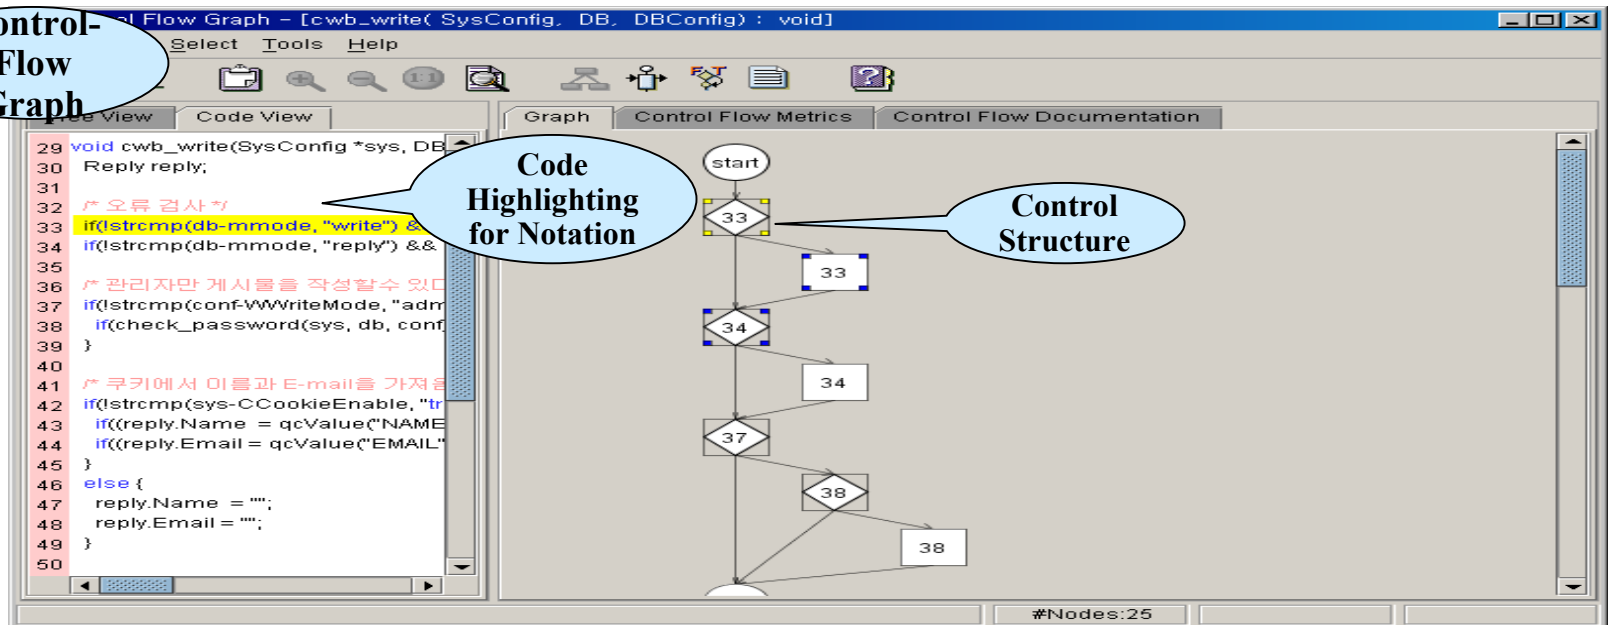 ontrol-
Flow
Graph
l Flow Graph - [cwb_write( SysConfig, DB, DBConfig) : void]
Select Tools Help
1:1
Tree View Code View
Graph Control Flow Metrics Control Flow Documentation
29 void cwb_write(SysConfig *sys, DB
30 Reply reply;
31
32 /* 오류 검사 */
33 if(!strcmp(db-mmode, "write") &
34 if(!strcmp(db-mmode, "reply") &&
35
36 /* 관리자만 게시물을 작성할수 있다
37 if(!strcmp(conf-WWriteMode, "adm
38 if(check_password(sys, db, conf
39 }
40
41 /* 쿠키에서 이름과 E-mail을 가져옴
42 if(!strcmp(sys-CCookieEnable, "tr
43 if((reply.Name = qcValue("NAME
44 if((reply.Email = qcValue("EMAIL"
45 }
46 else {
47 reply.Name = "";
48 reply.Email = "";
49 }
50
Code
Highlighting
for Notation
Control
Structure
start
33
33
34
34
37
38
38
#Nodes:25